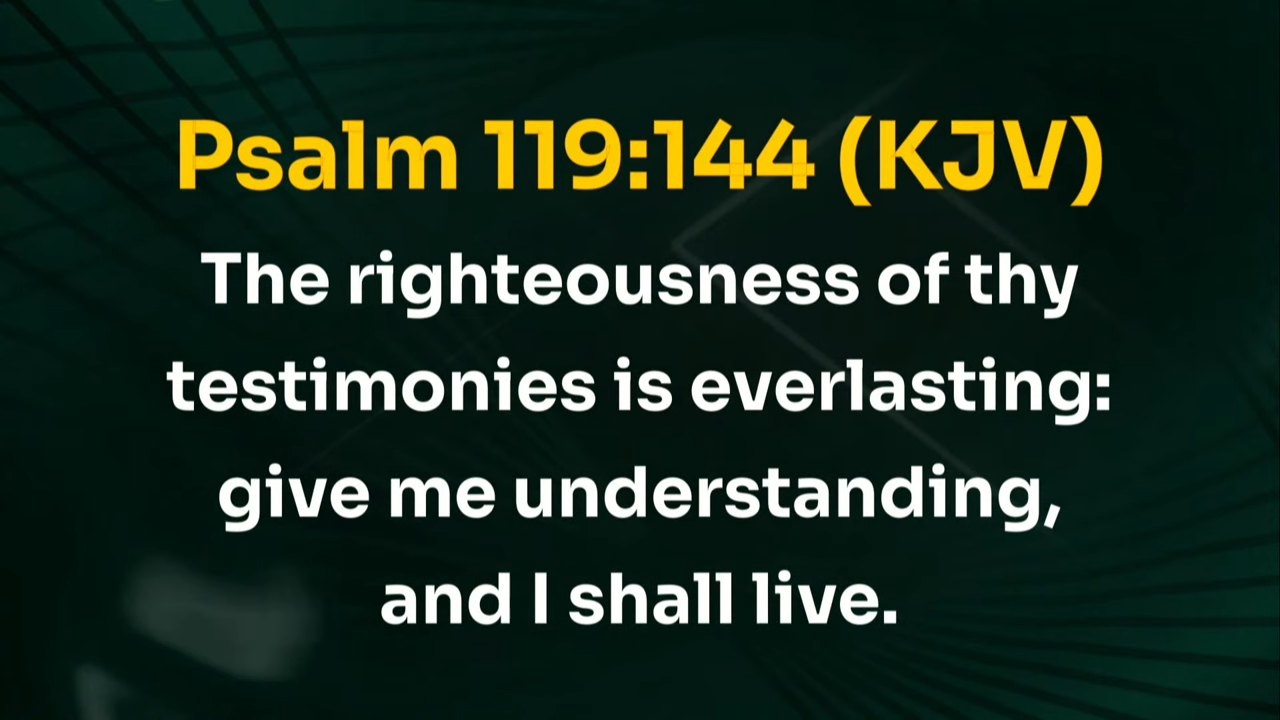 Psalm 119:144 (KJV)
The righteousness of thy
testimonies is everlasting:
give me understanding,
and I shall live.